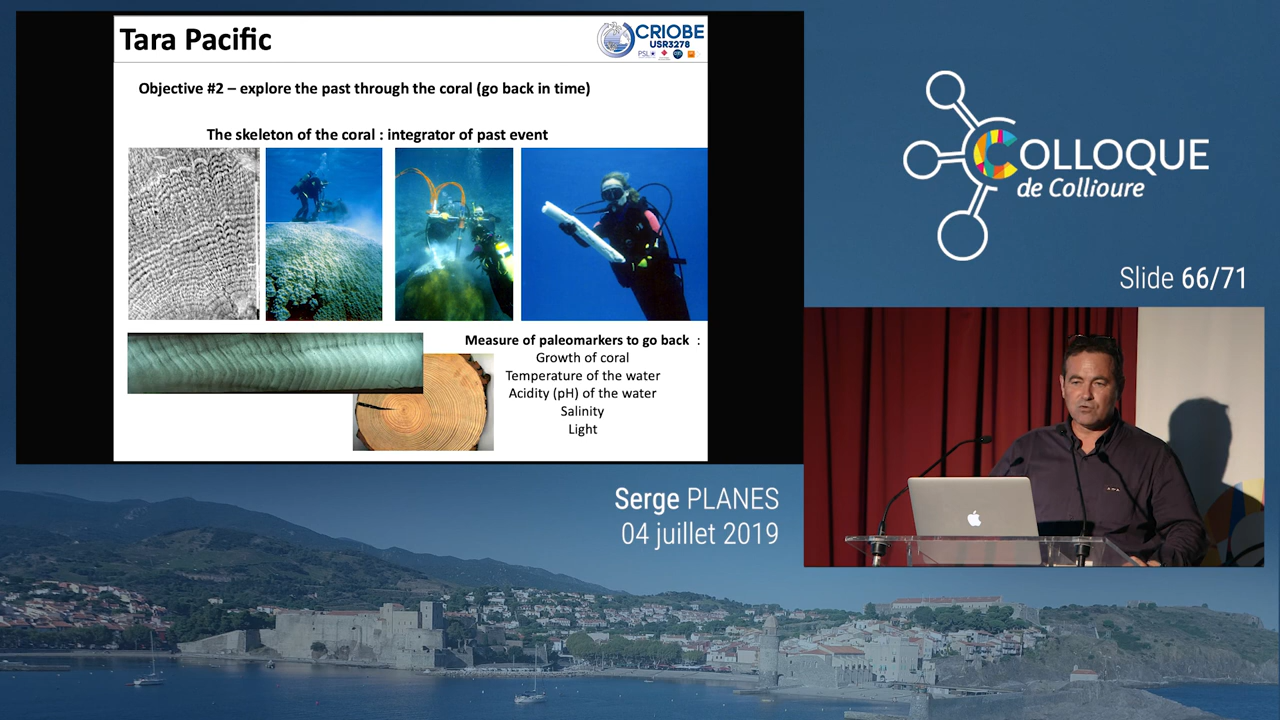 Tara Pacific
CRIOBE
USR3278
PSL
Objective #2 – explore the past through the coral (go back in time)
The skeleton of the coral : integrator of past event
Measure of paleomarkers to go back :
Growth of coral
Temperature of the water
Acidity (pH) of the water
Salinity
Light
COLLOQUE
de Collioure
Slide 66/71
Serge PLANES
04 juillet 2019